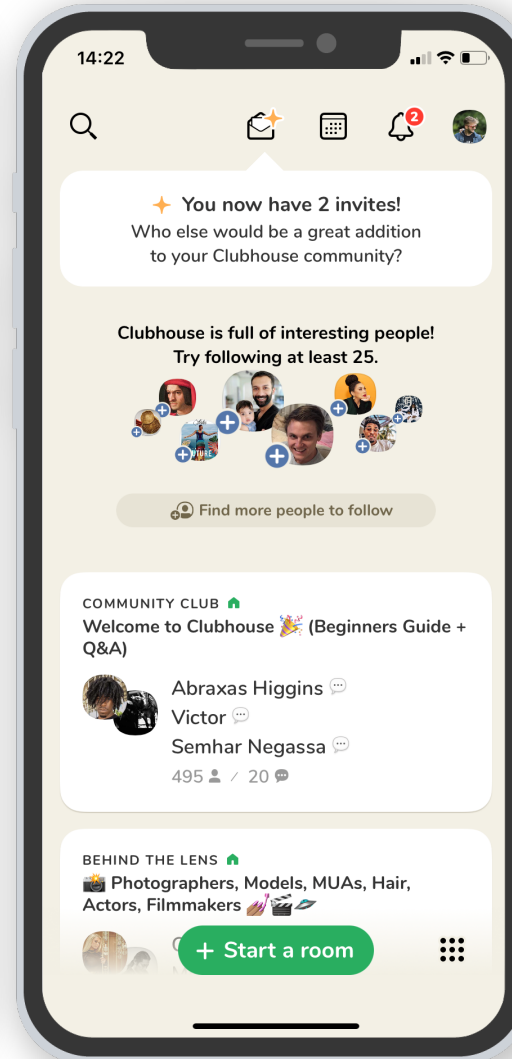 14:22
2
You now have 2 invites!
Who else would be a great addition
to your Clubhouse community?
Clubhouse is full of interesting people!
Try following at least 25.
Find more people to follow
COMMUNITY CLUB
Welcome to Clubhouse 🎉 (Beginners Guide +
Q&A)
Abraxas Higgins
Victor
Semhar Negassa
495 / 20
BEHIND THE LENS
📸 Photographers, Models, MUAs, Hair,
Actors, Filmmakers 💅🎬🛸
+ Start a room